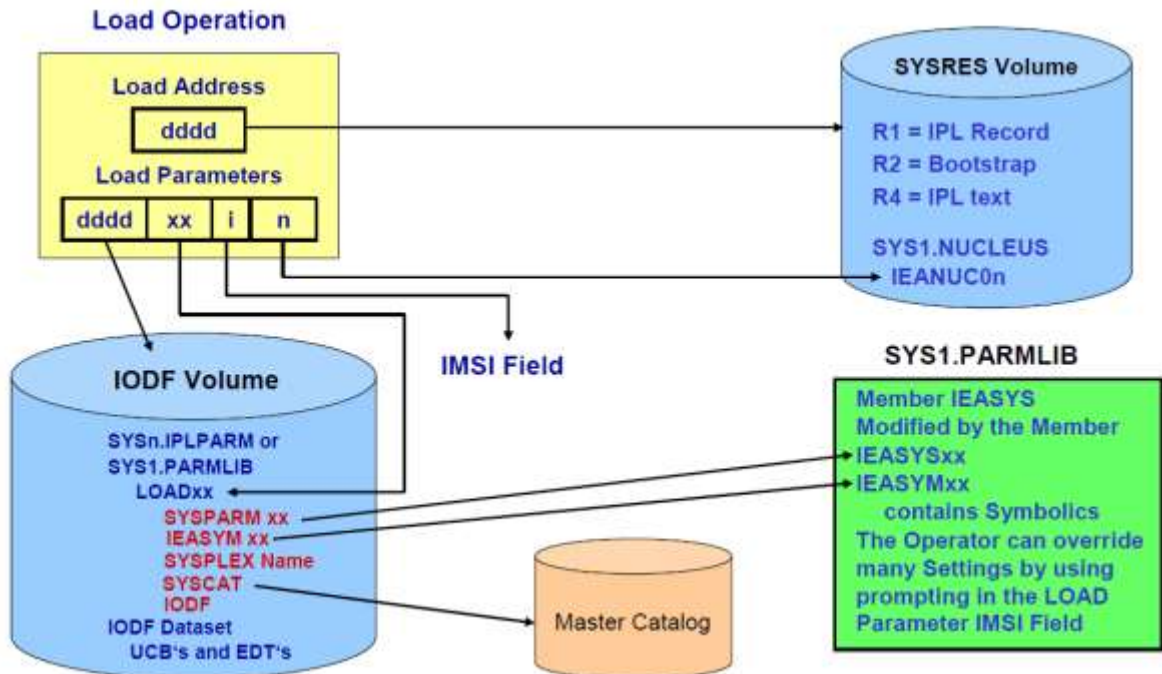 Load Operation
Load Address
dddd
Load Parameters
dddd xx i n
SYSRES Volume
R1 = IPL Record
R2 = Bootstrap
R4 = IPL text
SYS1.NUCLEUS
IEANUC0n
IMSI Field
IODF Volume
SYSn.IPLPARM or
SYS1.PARMLIB
LOADxx
SYSPARM xx
IEASYM xx
SYSPLEX Name
SYSCAT
IODF
IODF Dataset
UCB's and EDT's
Master Catalog
SYS1.PARMLIB
Member IEASYS
Modified by the Member
IEASYSxx
IEASYMxx
contains Symbolics
The Operator can override
many Settings by using
prompting in the LOAD
Parameter IMSI Field